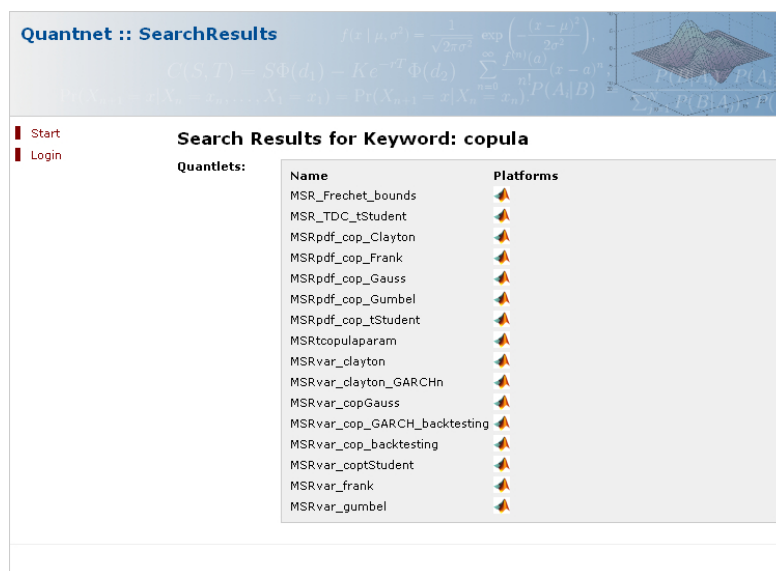 Quantnet :: SearchResults
Start
Login
Search Results for Keyword: copula
Quantlets:
Name Platforms
MSR_Frechet_bounds
MSR_TDC_tStudent
MSRpdf_cop_Clayton
MSRpdf_cop_Frank
MSRpdf_cop_Gauss
MSRpdf_cop_Gumbel
MSRpdf_cop_tStudent
MSRtcopulaparam
MSRvar_clayton
MSRvar_clayton_GARCHn
MSRvar_copGauss
MSRvar_cop_GARCH_backtesting
MSRvar_cop_backtesting
MSRvar_coptStudent
MSRvar_frank
MSRvar_gumbel